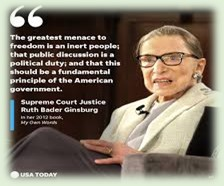 “
The greatest menace to
freedom is an inert people;
that public discussion is a
political duty; and that this
should be a fundamental
principle of the American
government.
Supreme Court Justice
Ruth Bader Ginsburg
In her 2012 book,
My Own Words
USA TODAY